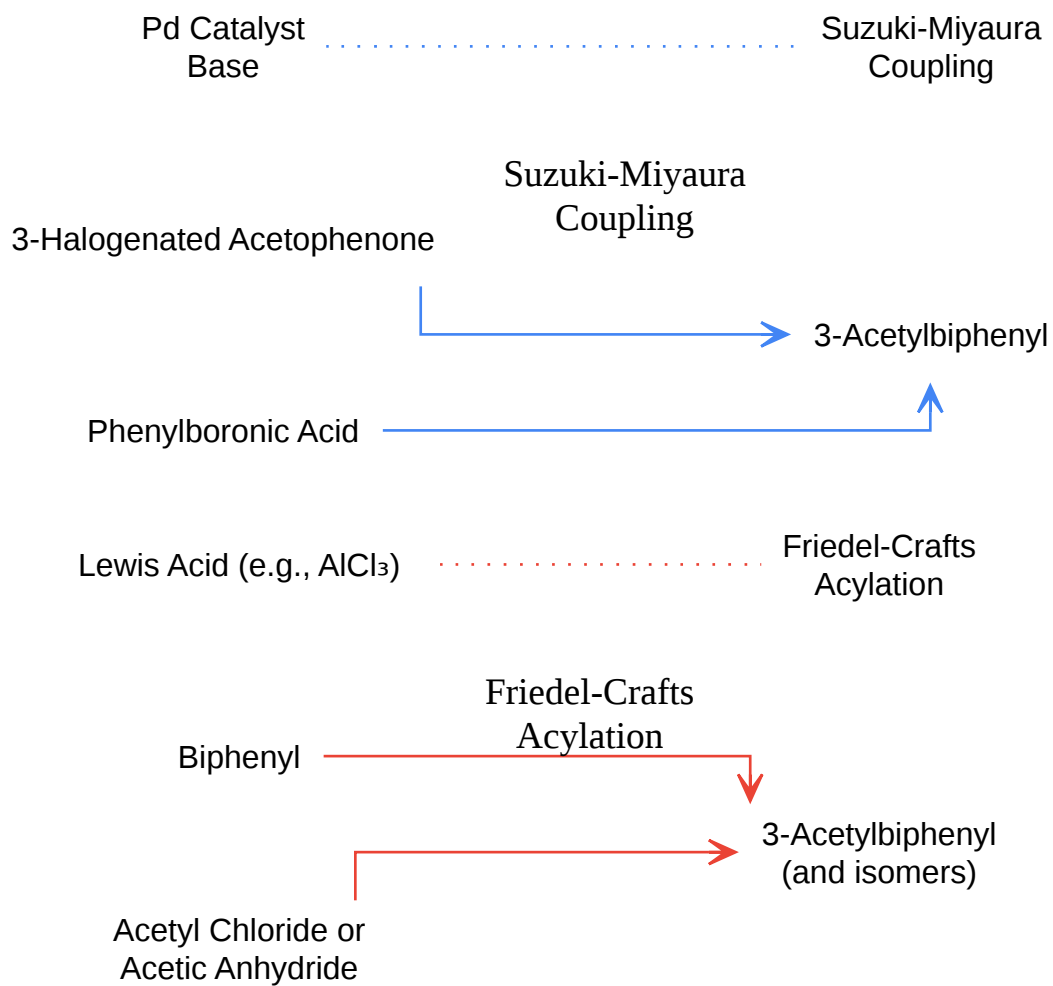 Pd Catalyst
Base
Suzuki-Miyaura
Coupling
Suzuki-Miyaura
Coupling
3-Halogenated Acetophenone
3-Acetylbiphenyl
Phenylboronic Acid
Lewis Acid (e.g., AlCl₃)
Friedel-Crafts
Acylation
Friedel-Crafts
Acylation
Biphenyl
3-Acetylbiphenyl
(and isomers)
Acetyl Chloride or
Acetic Anhydride